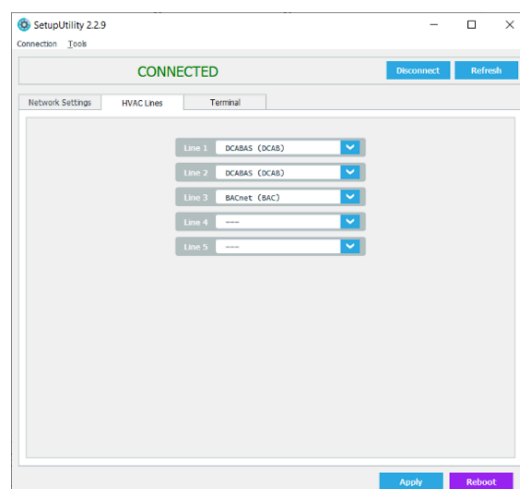 SetupUtility 2.2.9
Connection Tools
CONNECTED
Disconnect
Refresh
Network Settings
HVAC Lines
Terminal
Line 1 DCABAS (DCAB)
Line 2 DCABAS (DCAB)
Line 3 BACnet (BAC)
Line 4 ---
Line 5 ---
Apply
Reboot